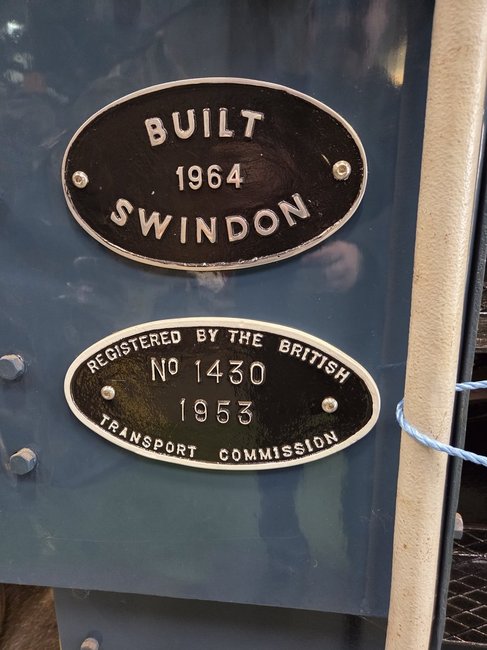 BUILT
1964
SWINDON
REGISTERED BY THE BRITISH
No 1430
1953
TRANSPORT COMMISSION